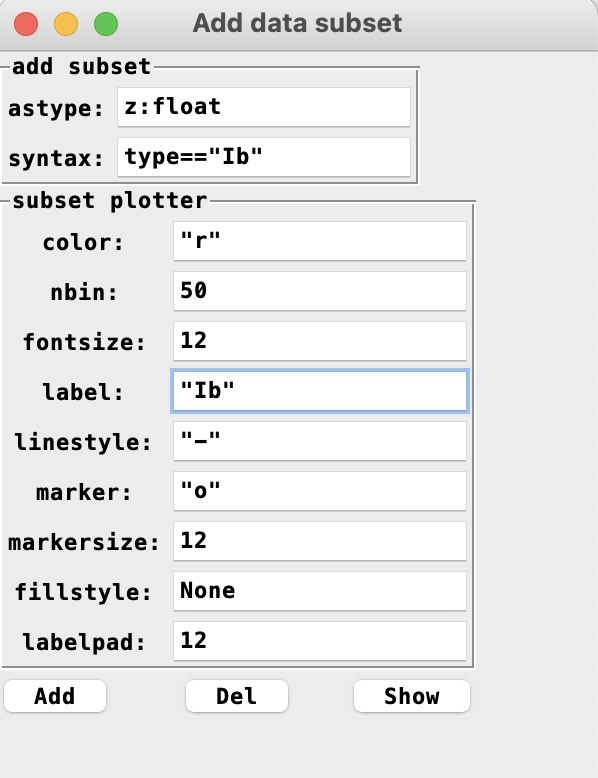 Add data subset
add subset
astype: z:float
syntax: type=="Ib"
subset plotter
color: "r"
nbin: 50
fontsize: 12
label: "Ib"
linestyle: "-"
marker: "o"
markersize: 12
fillstyle: None
labelpad: 12
Add Del Show